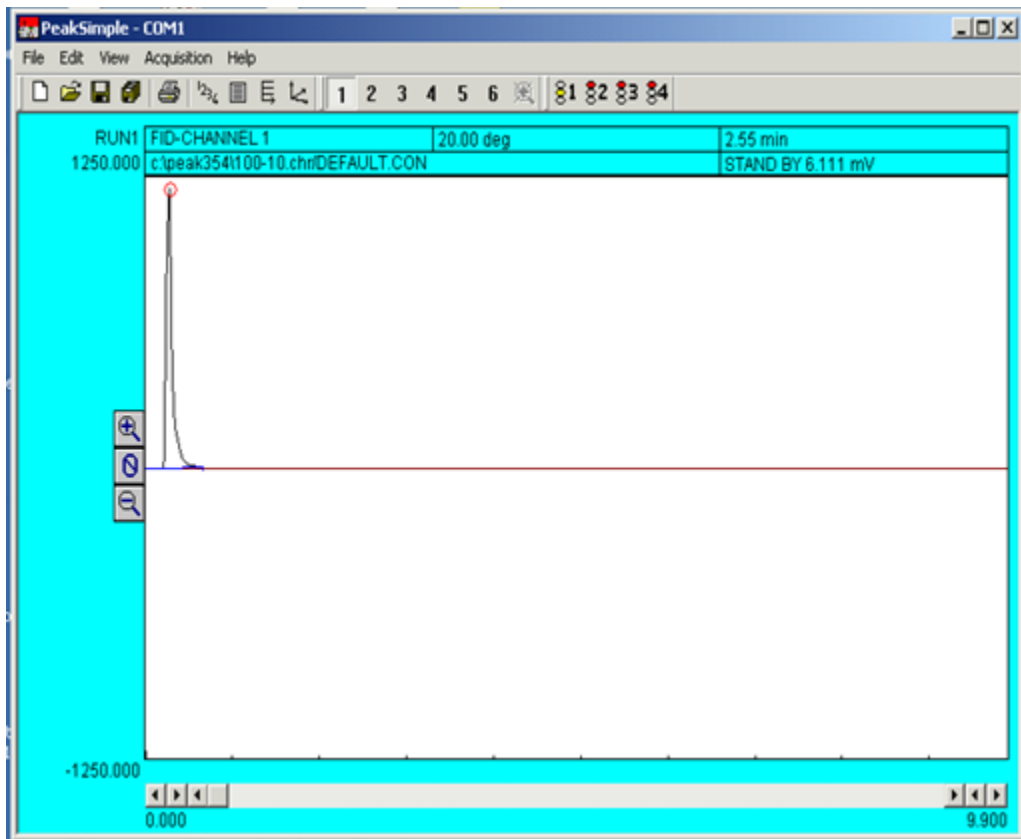 PeakSimple - COM1
File Edit View Acquisition Help
1 2 3 4 5 6 1 2 3 4
RUN1 FID-CHANNEL 1 20.00 deg 2.55 min
1250.000 c:\peak354\100-10.chr/DEFAULT.CON STAND BY 6.111 mV
-1250.000
0.000 9.900